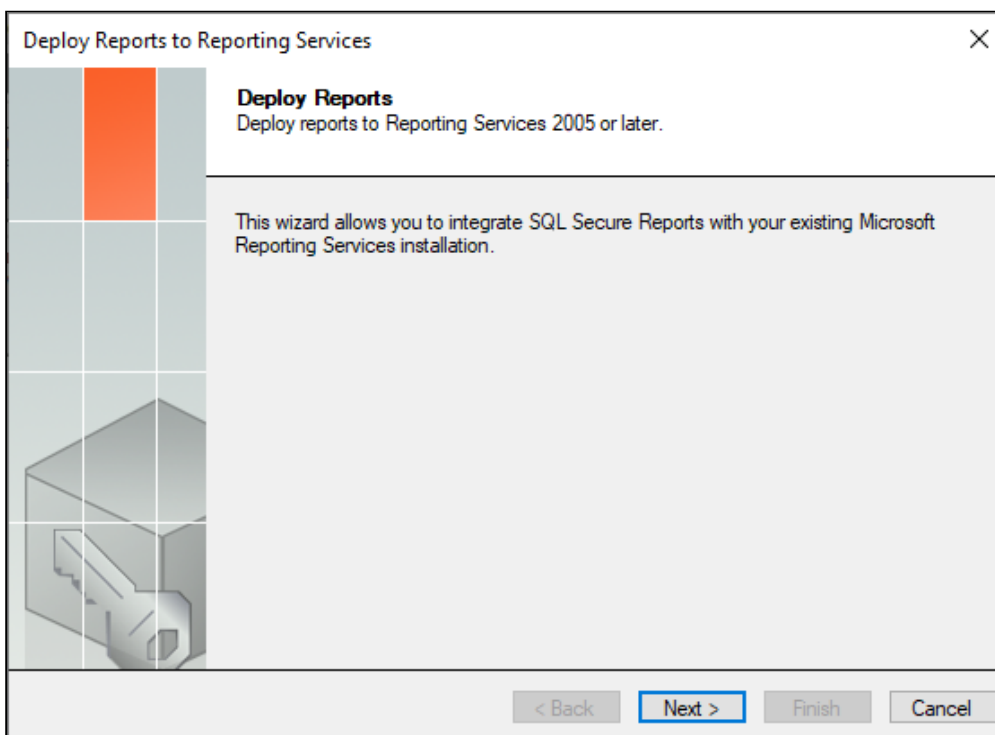 Deploy Reports to Reporting Services
Deploy Reports
Deploy reports to Reporting Services 2005 or later.
This wizard allows you to integrate SQL Secure Reports with your existing Microsoft
Reporting Services installation.
< Back
Next >
Finish
Cancel